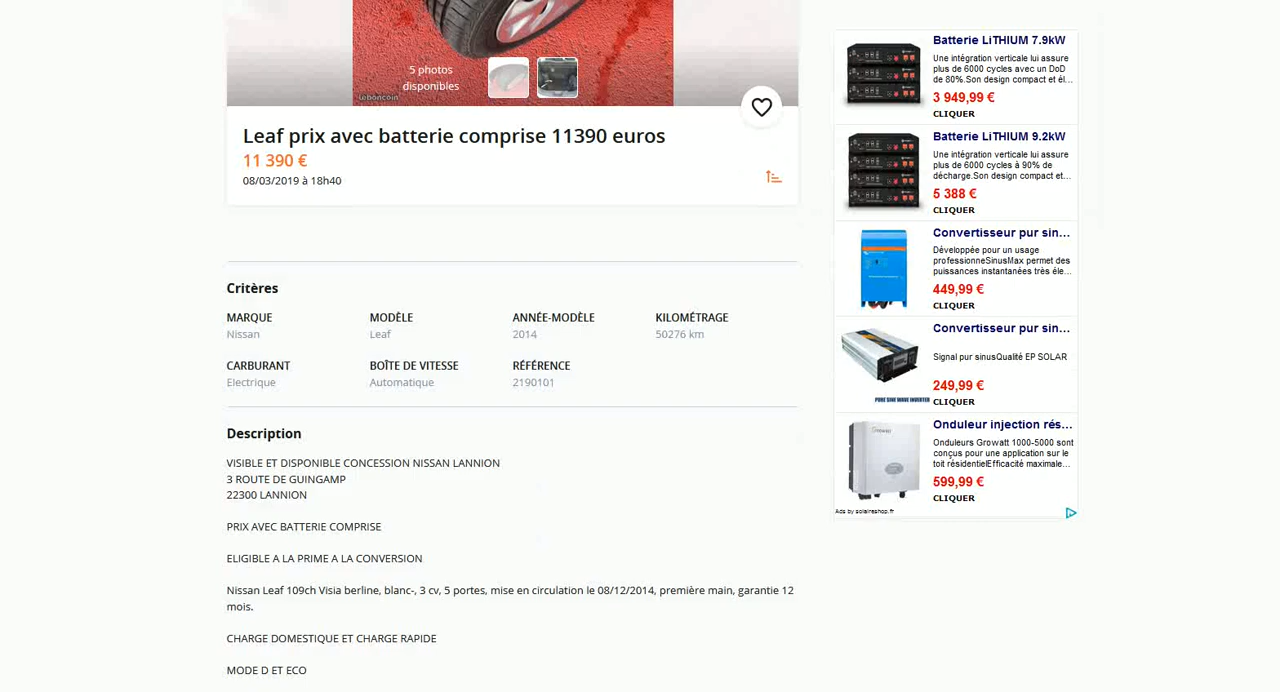 5 photos
disponibles
leboncoin
Leaf prix avec batterie comprise 11390 euros
11 390 €
08/03/2019 à 18h40
Critères
MARQUE
Nissan
MODÈLE
Leaf
ANNÉE-MODÈLE
2014
KILOMÉTRAGE
50276 km
CARBURANT
Electrique
BOÎTE DE VITESSE
Automatique
RÉFÉRENCE
2190101
Description
VISIBLE ET DISPONIBLE CONCESSION NISSAN LANNION
3 ROUTE DE GUINGAMP
22300 LANNION
PRIX AVEC BATTERIE COMPRISE
ELIGIBLE A LA PRIME A LA CONVERSION
Nissan Leaf 109ch Visia berline, blanc-, 3 cv, 5 portes, mise en circulation le 08/12/2014, première main, garantie 12
mois.
CHARGE DOMESTIQUE ET CHARGE RAPIDE
MODE D ET ECO
Batterie LiTHIUM 7.9kW
Une intégration verticale lui assure
plus de 6000 cycles avec un DoD
de 80%.Son design compact et él...
3 949,99 €
CLIQUER
Batterie LiTHIUM 9.2kW
Une intégration verticale lui assure
plus de 6000 cycles à 90% de
décharge.Son design compact et...
5 388 €
CLIQUER
Convertisseur pur sin...
Développée pour un usage
professionneSinusMax permet des
puissances instantanées très éle...
449,99 €
CLIQUER
Convertisseur pur sin...
Signal pur sinusQualité EP SOLAR
249,99 €
PURE SINE WAVE INVERTER
CLIQUER
Onduleur injection rés...
Onduleurs Growatt 1000-5000 sont
conçus pour une application sur le
toit résidentielEfficacité maximale...
599,99 €
CLIQUER
Ads by solaireshop.fr